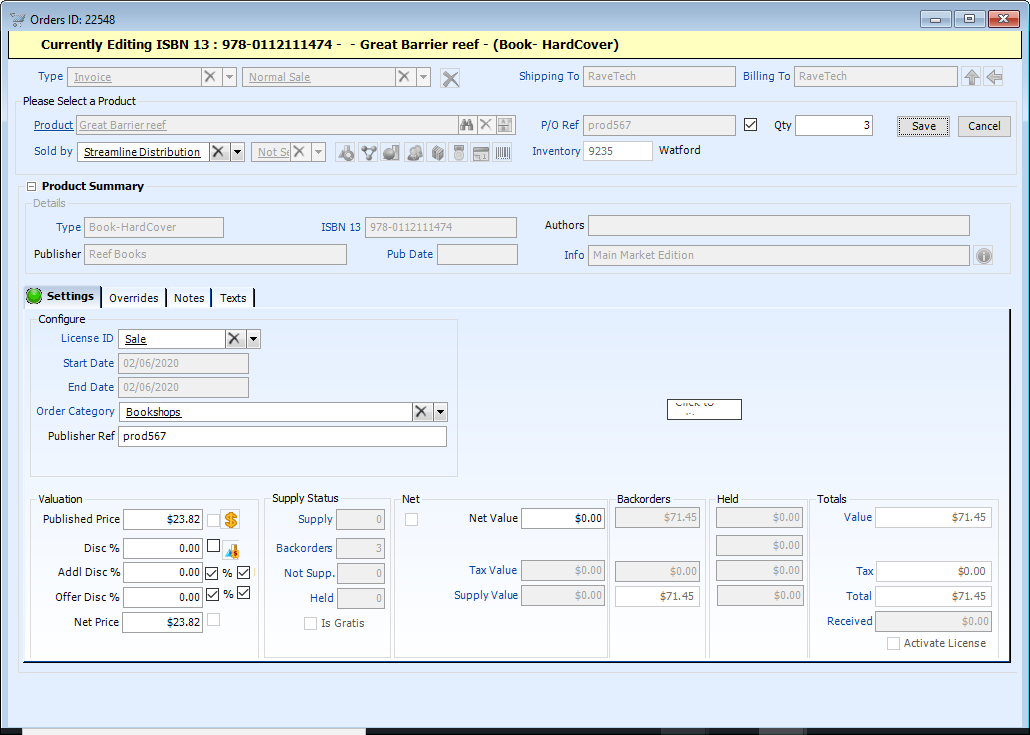 Orders ID: 22548
Currently Editing ISBN 13 : 978-0112111474 -  - Great Barrier reef - (Book- HardCover)
Type Invoice Normal Sale Shipping To RaveTech Billing To RaveTech
Please Select a Product
Product Great Barrier reef P/O Ref prod567 Qty 3 Save Cancel
Sold by Streamline Distribution Not Se Inventory 9235 Watford
Product Summary
Details
Type Book-HardCover ISBN 13 978-0112111474 Authors
Publisher Reef Books Pub Date Info Main Market Edition
Settings Overrides Notes Texts
Configure
License ID Sale
Start Date 02/06/2020
End Date 02/06/2020
Order Category Bookshops
Click to
Publisher Ref prod567
Valuation Supply Status Net Backorders Held Totals
Published Price $23.82 Supply 0 Net Value $0.00 $71.45 $0.00 Value $71.45
Disc % 0.00 Backorders 3 $0.00
Addl Disc % 0.00 % Not Supp. 0 Tax Value $0.00 $0.00 $0.00 Tax $0.00
Offer Disc % 0.00 % Held 0 Supply Value $0.00 $71.45 $0.00 Total $71.45
Net Price $23.82 Is Gratis Received $0.00
Activate License